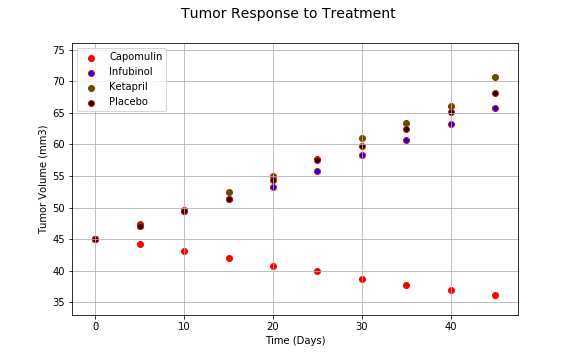 Tumor Response to Treatment
Capomulin
Infubinol
Ketapril
Placebo
75
70
65
60
55
50
45
40
35
Tumor Volume (mm3)
0 10 20 30 40
Time (Days)